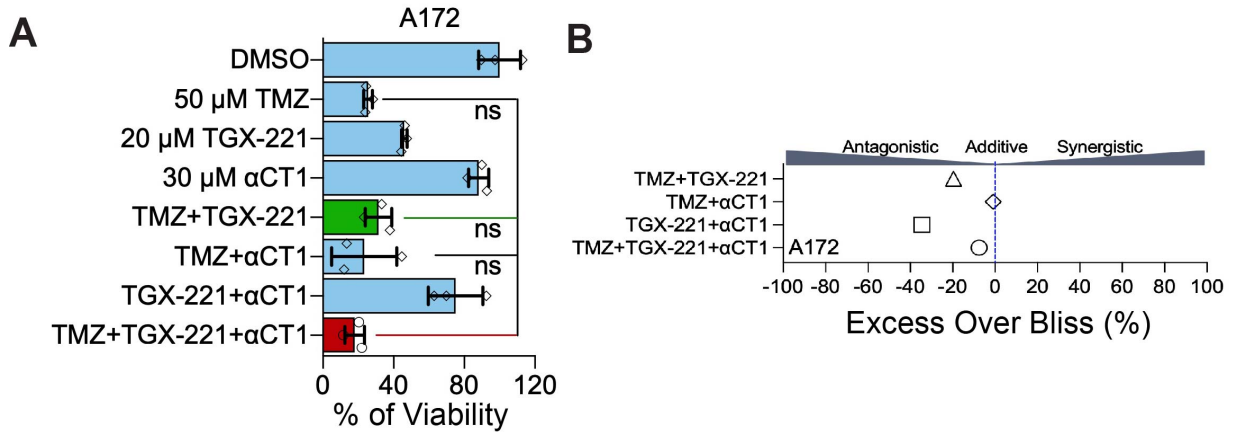 A
A172
DMSO
50 µM TMZ
ns
20 µM TGX-221
30 µM αCT1
TMZ+TGX-221
ns
TMZ+αCT1
ns
TGX-221+αCT1
TMZ+TGX-221+αCT1
0 40 80 120
% of Viability
B
Antagonistic Additive Synergistic
TMZ+TGX-221
TMZ+αCT1
TGX-221+αCT1
TMZ+TGX-221+αCT1
A172
-100 -80 -60 -40 -20 0 20 40 60 80 100
Excess Over Bliss (%)